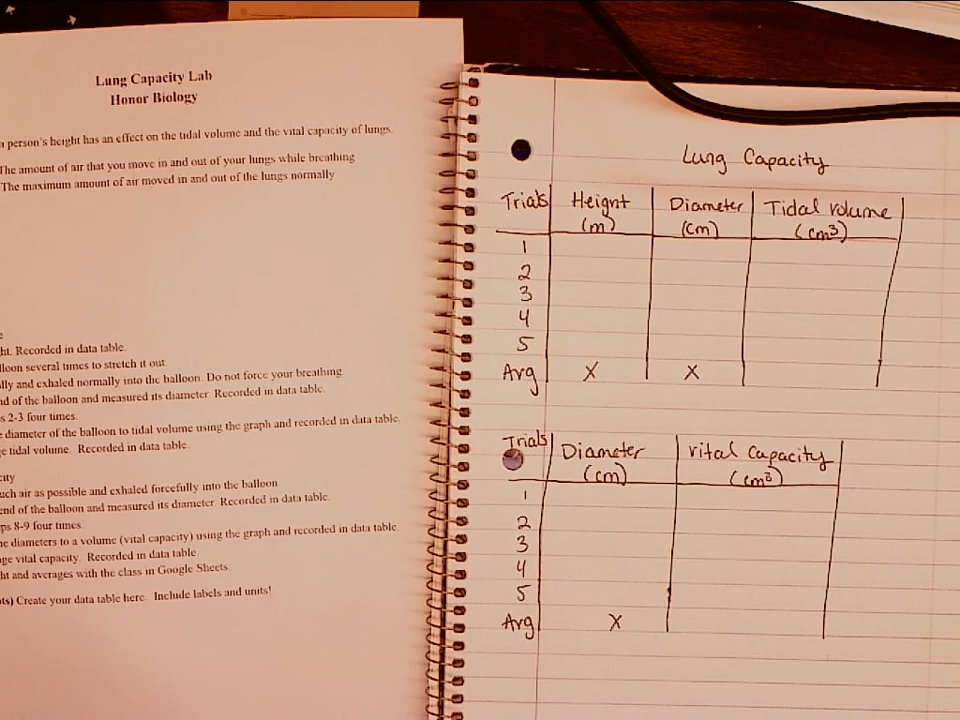 Lung Capacity Lab
Honor Biology
a person's height has an effect on the tidal volume and the vital capacity of lungs.
The amount of air that you move in and out of your lungs while breathing
The maximum amount of air moved in and out of the lungs normally
ht. Recorded in data table.
lloon several times to stretch it out.
lly and exhaled normally into the balloon. Do not force your breathing
nd of the balloon and measured its diameter. Recorded in data table.
s 2-3 four times.
e diameter of the balloon to tidal volume using the graph and recorded in data table.
ge tidal volume. Recorded in data table.
city
uch air as possible and exhaled forcefully into the balloon.
end of the balloon and measured its diameter. Recorded in data table.
ps 8-9 four times.
he diameters to a volume (vital capacity) using the graph and recorded in data table.
ge vital capacity. Recorded in data table.
ht and averages with the class in Google Sheets.
ts) Create your data table here. Include labels and units!
Lung Capacity
Trials Height Diameter Tidal volume
(m) (cm) (cm3)
1
2
3
4
5
Avg X X
Trials Diameter Vital Capacity
(cm) (cm3)
1
2
3
4
5
Avg X